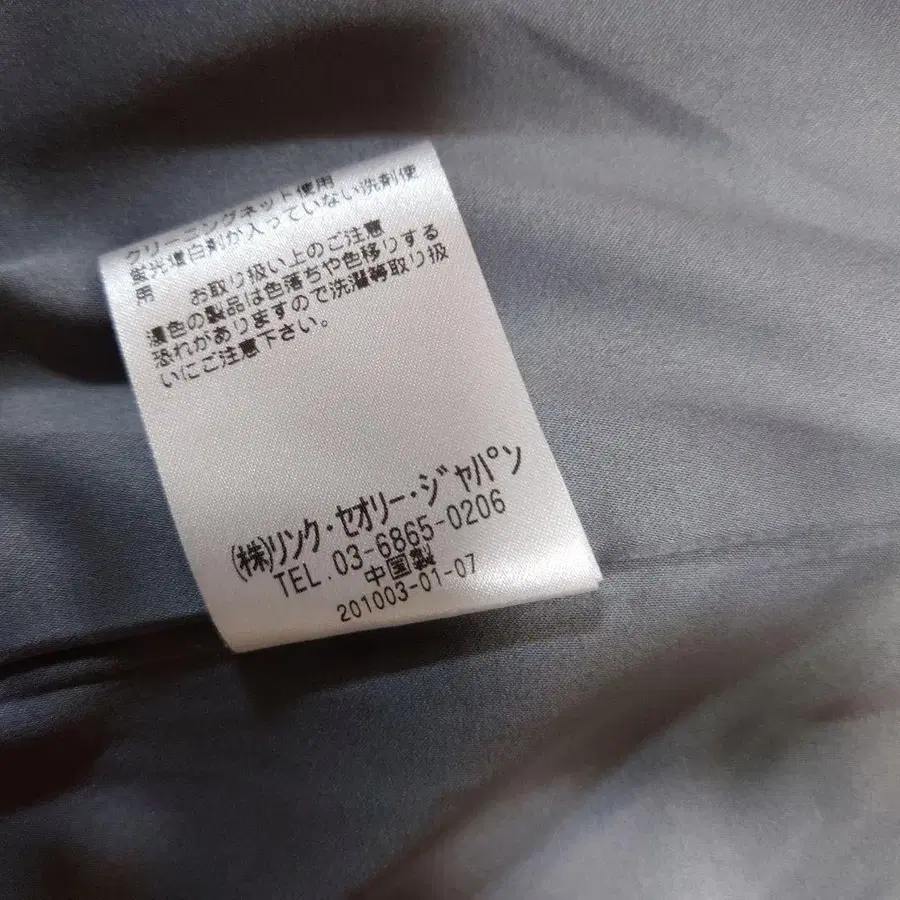 クリーニングネット使用
蛍光増白剤が入っていない洗剤使
用　お取り扱い上のご注意
濃色の製品は色落ちや色移りする
恐れがありますので洗濯等取り扱
いにご注意下さい。
(株)リンク・セオリー・ジャパン
TEL.03-6865-0206
中国製
201003-01-07